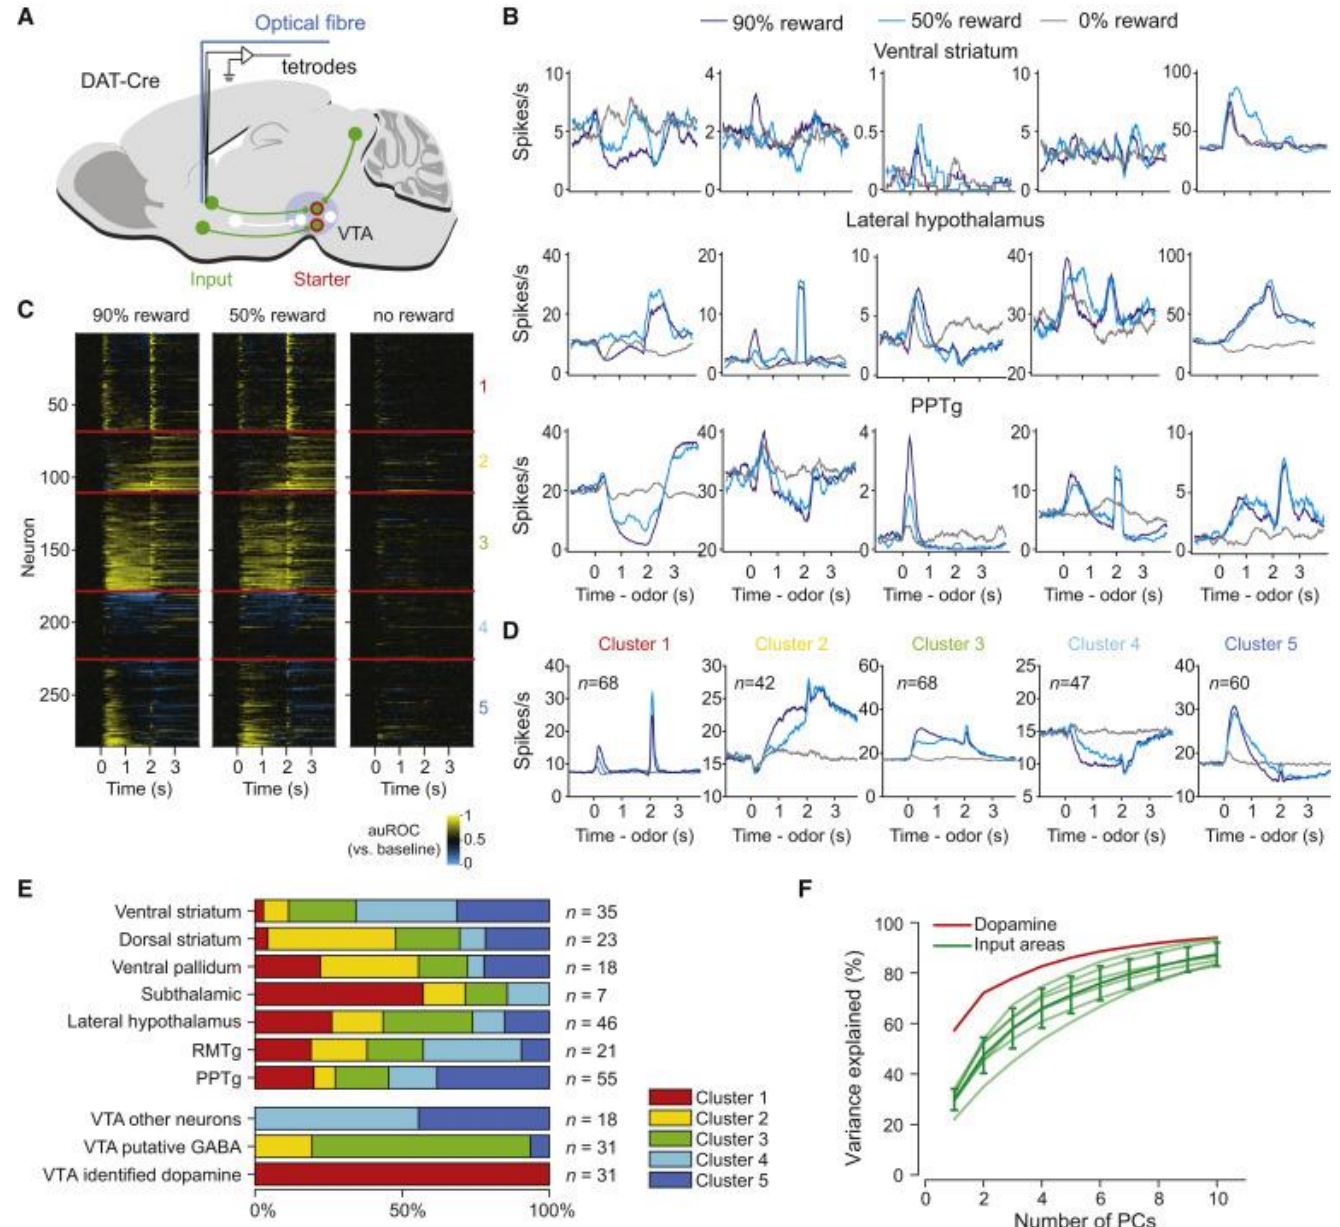 A
Optical fibre
tetrodes
DAT-Cre
VTA
Input
Starter
B
90% reward
50% reward
0% reward
Ventral striatum
Spikes/s
10
5
0
4
2
0
1
0.5
0
10
5
0
100
50
0
Lateral hypothalamus
Spikes/s
40
20
0
20
10
0
10
5
0
40
30
20
100
50
0
PPTg
Spikes/s
40
20
0
40
30
20
4
2
0
20
10
0
10
5
0
0 1 2 3
0 1 2 3
0 1 2 3
0 1 2 3
0 1 2 3
Time - odor (s)
Time - odor (s)
Time - odor (s)
Time - odor (s)
Time - odor (s)
C
90% reward
50% reward
no reward
Neuron
50
100
150
200
250
1
2
3
4
5
0 1 2 3
0 1 2 3
0 1 2 3
Time (s)
Time (s)
Time (s)
auROC
(vs. baseline)
1
0.5
0
D
Cluster 1
Cluster 2
Cluster 3
Cluster 4
Cluster 5
n=68
n=42
n=68
n=47
n=60
Spikes/s
40
30
20
10
0
30
25
20
15
10
60
40
20
0
25
20
15
10
5
40
30
20
10
0 1 2 3
0 1 2 3
0 1 2 3
0 1 2 3
0 1 2 3
Time - odor (s)
Time - odor (s)
Time - odor (s)
Time - odor (s)
Time - odor (s)
E
Ventral striatum n = 35
Dorsal striatum n = 23
Ventral pallidum n = 18
Subthalamic n = 7
Lateral hypothalamus n = 46
RMTg n = 21
PPTg n = 55
VTA other neurons n = 18
VTA putative GABA n = 31
VTA identified dopamine n = 31
0% 50% 100%
Cluster 1
Cluster 2
Cluster 3
Cluster 4
Cluster 5
F
Dopamine
Input areas
Variance explained (%)
100
80
60
40
20
0
0 2 4 6 8 10
Number of PCs